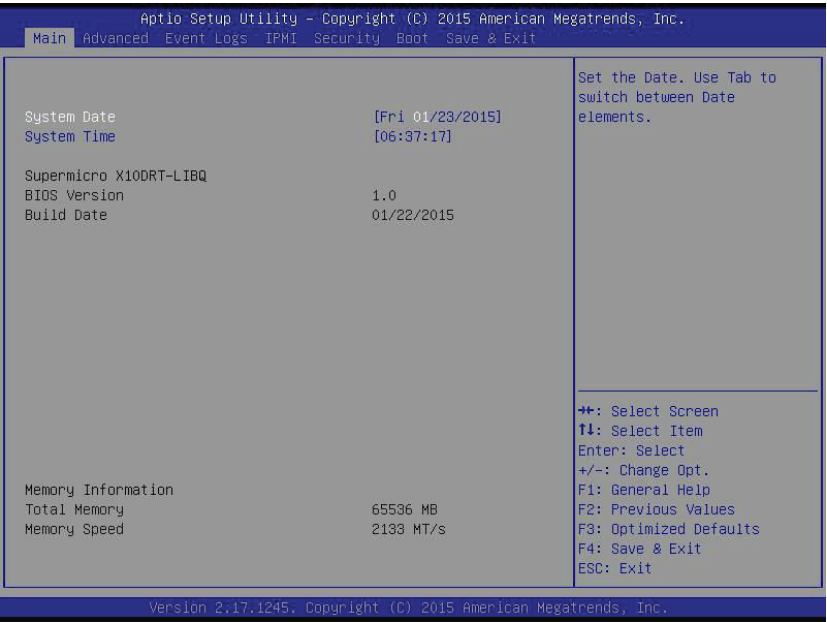 Aptio Setup Utility – Copyright (C) 2015 American Megatrends, Inc.
Main Advanced Event Logs IPMI Security Boot Save & Exit
System Date [Fri 01/23/2015]
System Time [06:37:17]
Supermicro X10DRT-LIBQ
BIOS Version 1.0
Build Date 01/22/2015
Memory Information
Total Memory 65536 MB
Memory Speed 2133 MT/s
Set the Date. Use Tab to
switch between Date
elements.
→←: Select Screen
↑↓: Select Item
Enter: Select
+/-: Change Opt.
F1: General Help
F2: Previous Values
F3: Optimized Defaults
F4: Save & Exit
ESC: Exit
Version 2.17.1245. Copyright (C) 2015 American Megatrends, Inc.